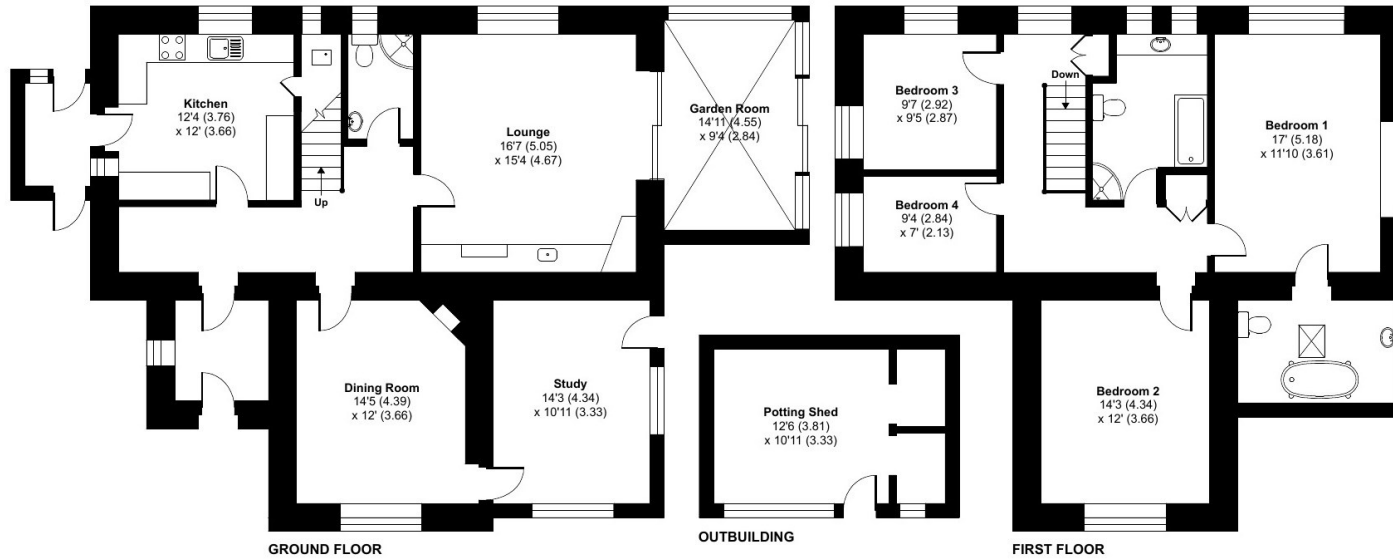 Kitchen
12'4 (3.76)
x 12' (3.66)
Up
Lounge
16'7 (5.05)
x 15'4 (4.67)
Garden Room
14'11 (4.55)
x 9'4 (2.84)
Dining Room
14'5 (4.39)
x 12' (3.66)
Study
14'3 (4.34)
x 10'11 (3.33)
GROUND FLOOR
Potting Shed
12'6 (3.81)
x 10'11 (3.33)
OUTBUILDING
Bedroom 3
9'7 (2.92)
x 9'5 (2.87)
Down
Bedroom 1
17' (5.18)
x 11'10 (3.61)
Bedroom 4
9'4 (2.84)
x 7' (2.13)
Bedroom 2
14'3 (4.34)
x 12' (3.66)
FIRST FLOOR